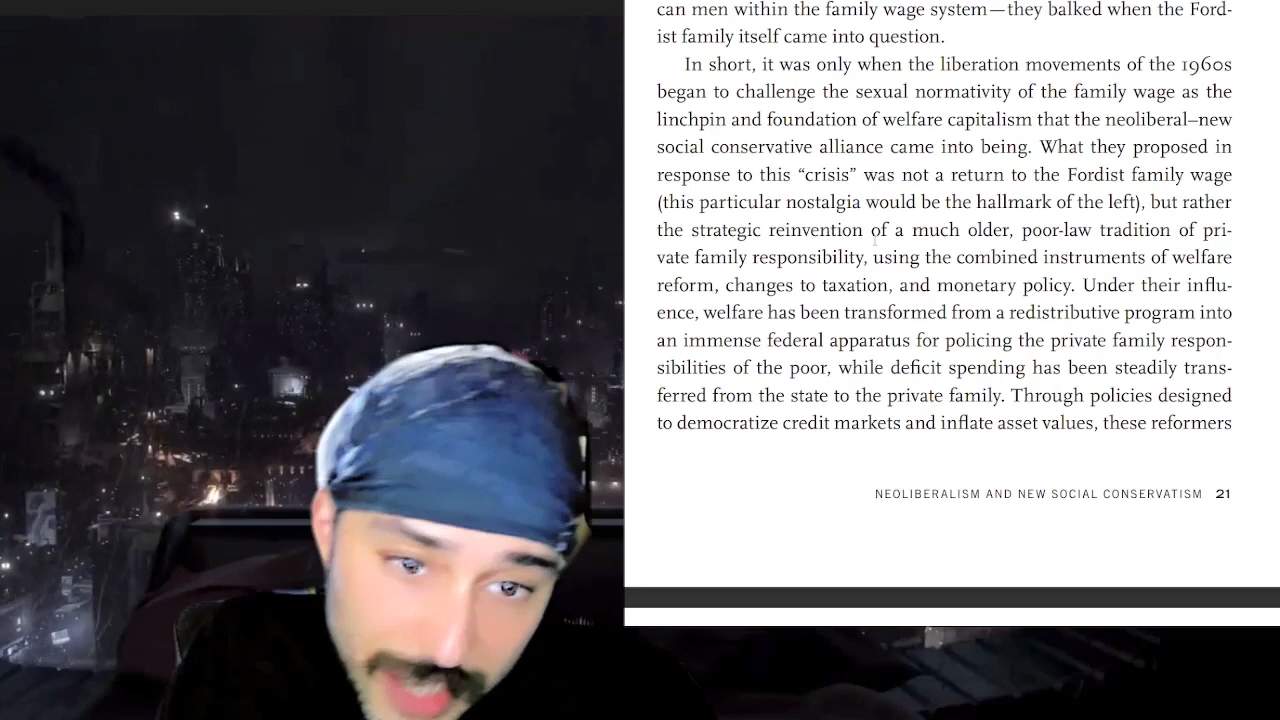 can men within the family wage system—they balked when the Ford-
ist family itself came into question.
In short, it was only when the liberation movements of the 1960s
began to challenge the sexual normativity of the family wage as the
linchpin and foundation of welfare capitalism that the neoliberal–new
social conservative alliance came into being. What they proposed in
response to this “crisis” was not a return to the Fordist family wage
(this particular nostalgia would be the hallmark of the left), but rather
the strategic reinvention of a much older, poor-law tradition of pri-
vate family responsibility, using the combined instruments of welfare
reform, changes to taxation, and monetary policy. Under their influ-
ence, welfare has been transformed from a redistributive program into
an immense federal apparatus for policing the private family respon-
sibilities of the poor, while deficit spending has been steadily trans-
ferred from the state to the private family. Through policies designed
to democratize credit markets and inflate asset values, these reformers
NEOLIBERALISM AND NEW SOCIAL CONSERVATISM 21